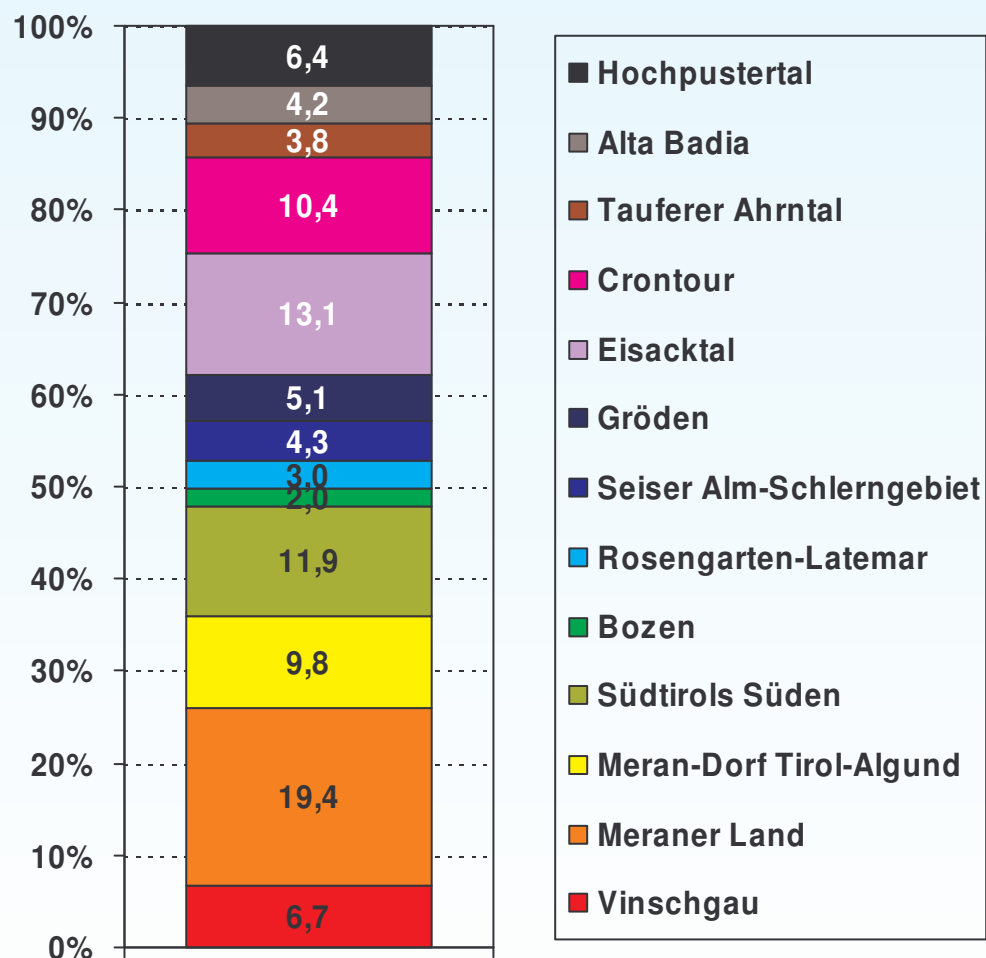 100%
90%
80%
70%
60%
50%
40%
30%
20%
10%
0%
6,4
4,2
3,8
10,4
13,1
5,1
4,3
3,0
2,0
11,9
9,8
19,4
6,7
Hochpustertal
Alta Badia
Tauferer Ahrntal
Crontour
Eisacktal
Gröden
Seiser Alm-Schlerngebiet
Rosengarten-Latemar
Bozen
Südtirols Süden
Meran-Dorf Tirol-Algund
Meraner Land
Vinschgau